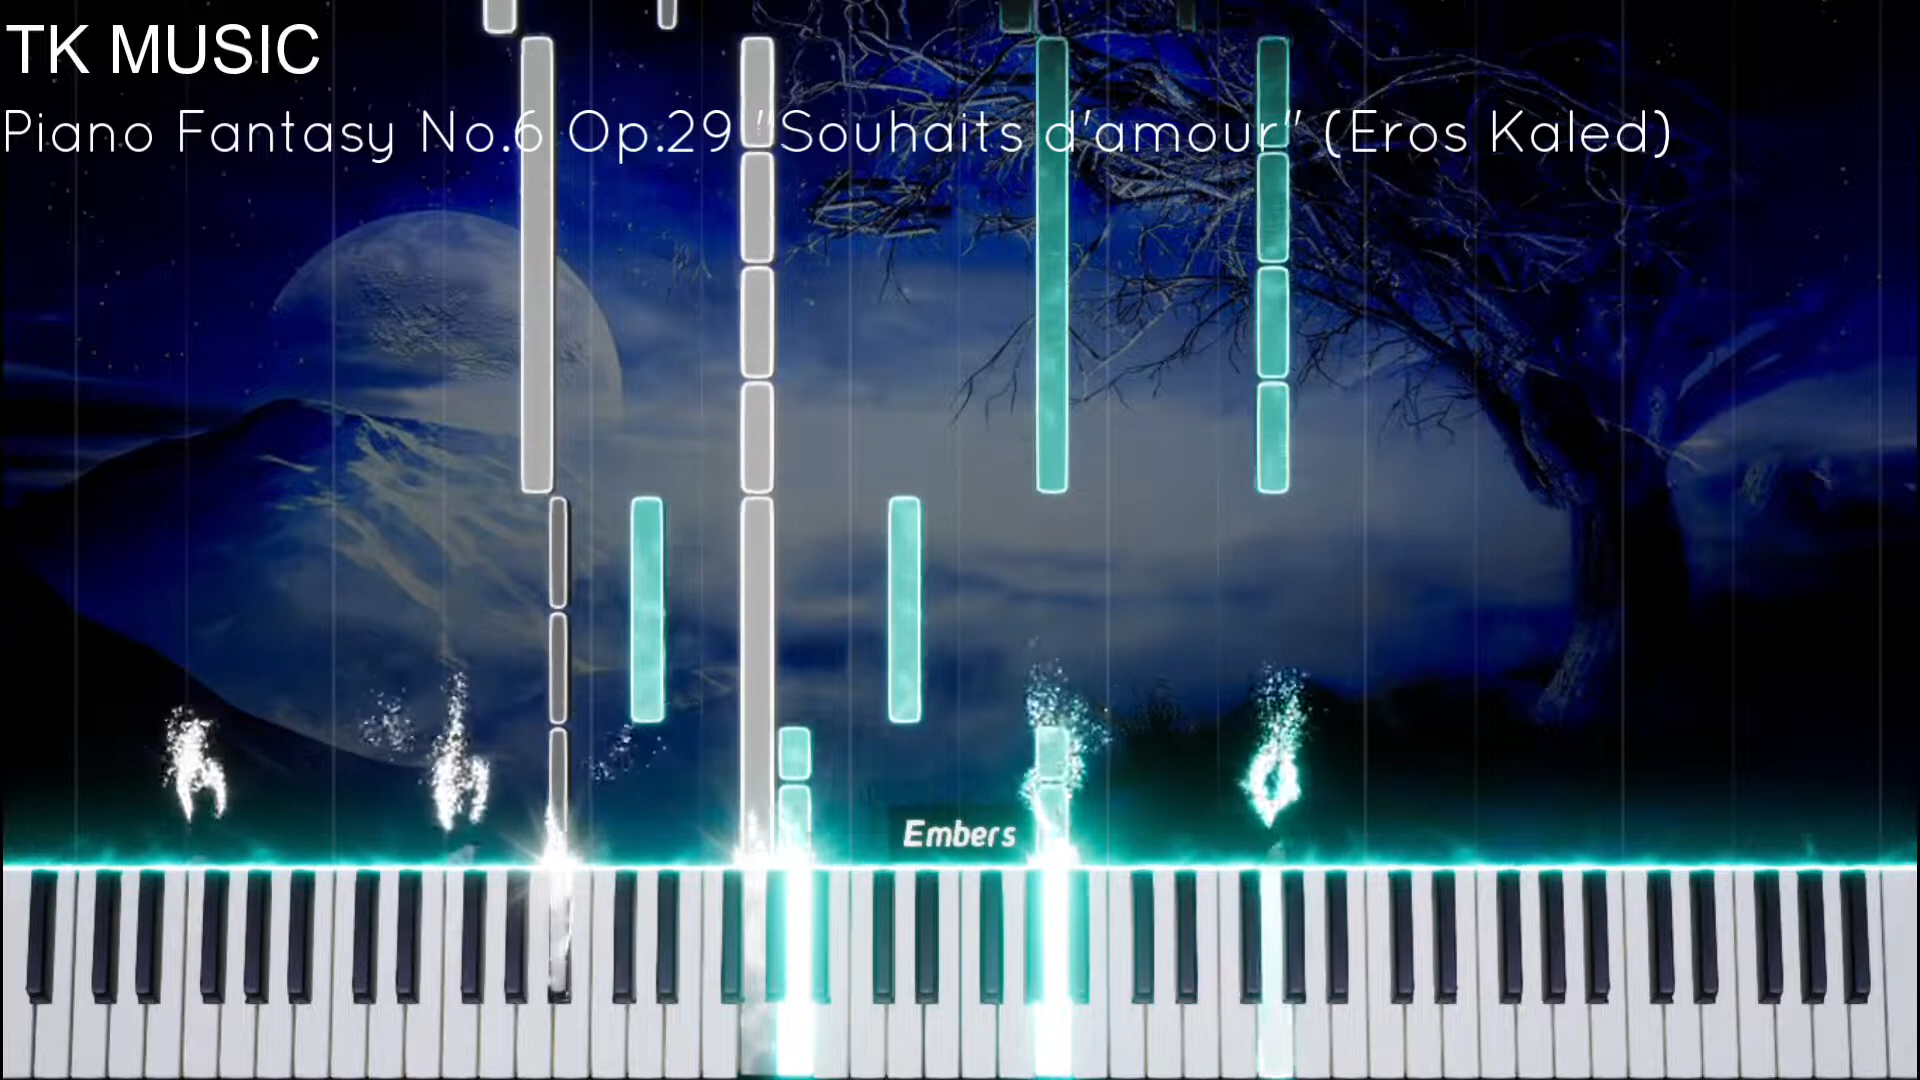 TK MUSIC
Piano Fantasy No.6 Op.29 "Souhaits d'amour" (Eros Kaled)
Embers